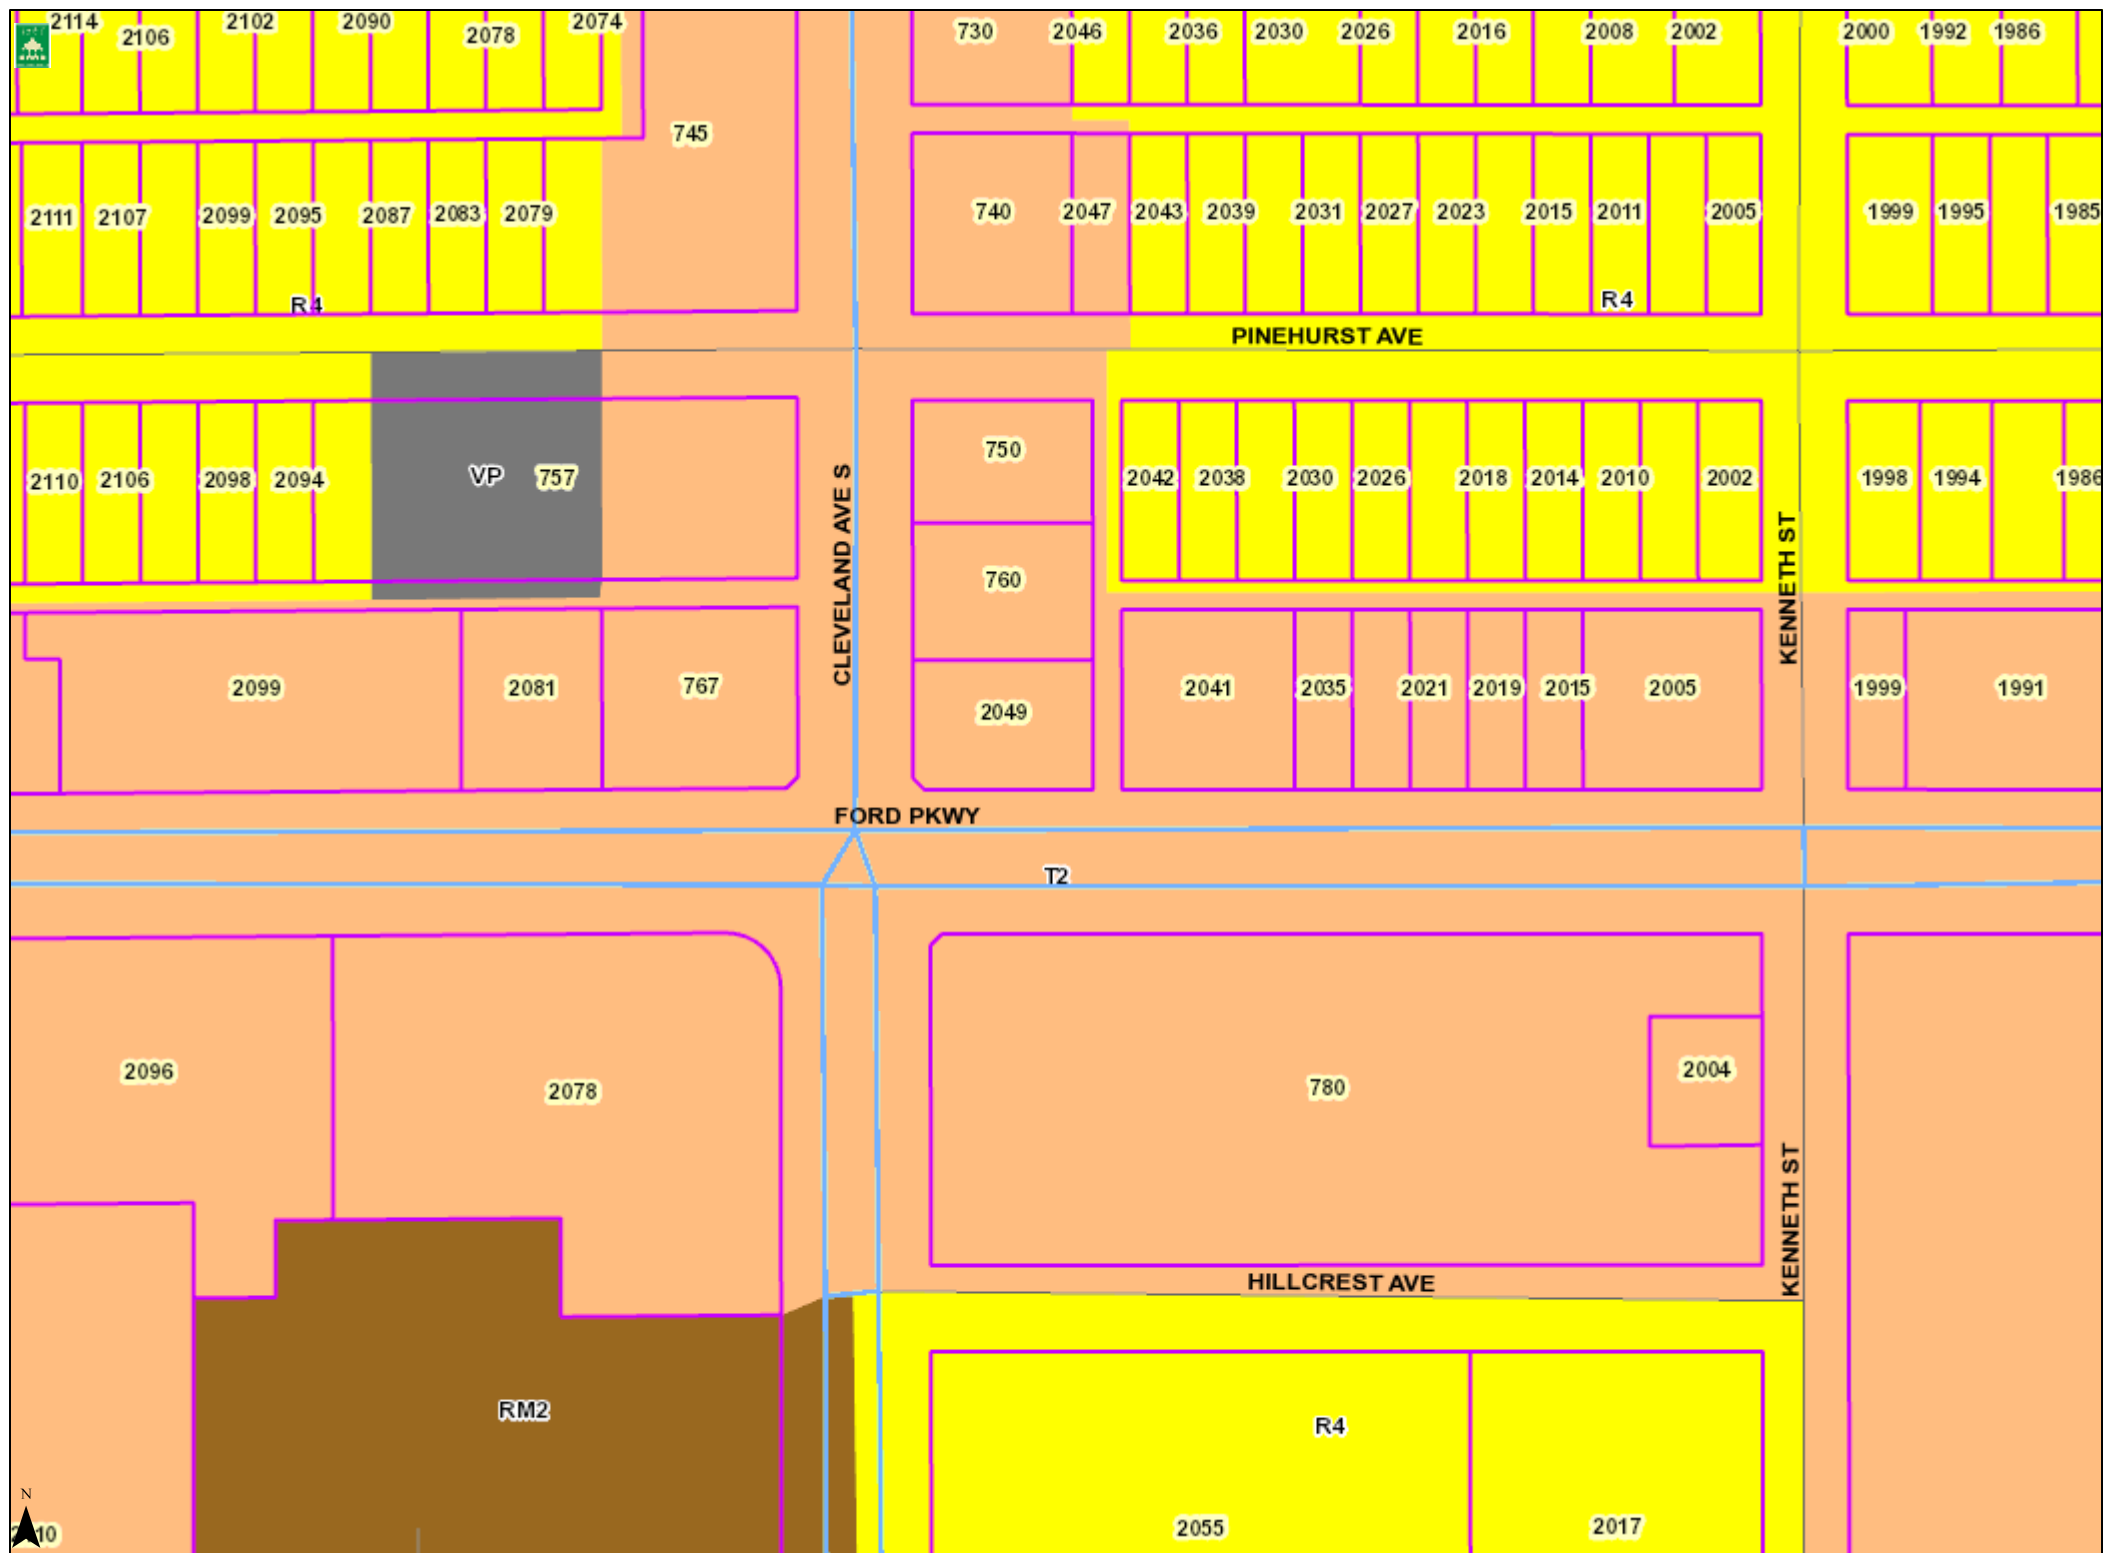 2114 2106 2102 2090 2078 2074 730 2046 2036 2030 2026 2016 2008 2002 2000 1992 1986
745
2111 2107 2099 2095 2087 2083 2079 740 2047 2043 2039 2031 2027 2023 2015 2011 2005 1999 1995 1985
R4 R4
PINEHURST AVE
750
2110 2106 2098 2094 VP 757 2042 2038 2030 2026 2018 2014 2010 2002 1998 1994 1986
CLEVELAND AVE S
KENNETH ST
760
2099 2081 767 2041 2035 2021 2019 2015 2005 1999 1991
2049
FORD PKWY
T2
2096 2078 780 2004
KENNETH ST
HILLCREST AVE
RM2 R4
N
2055 2017